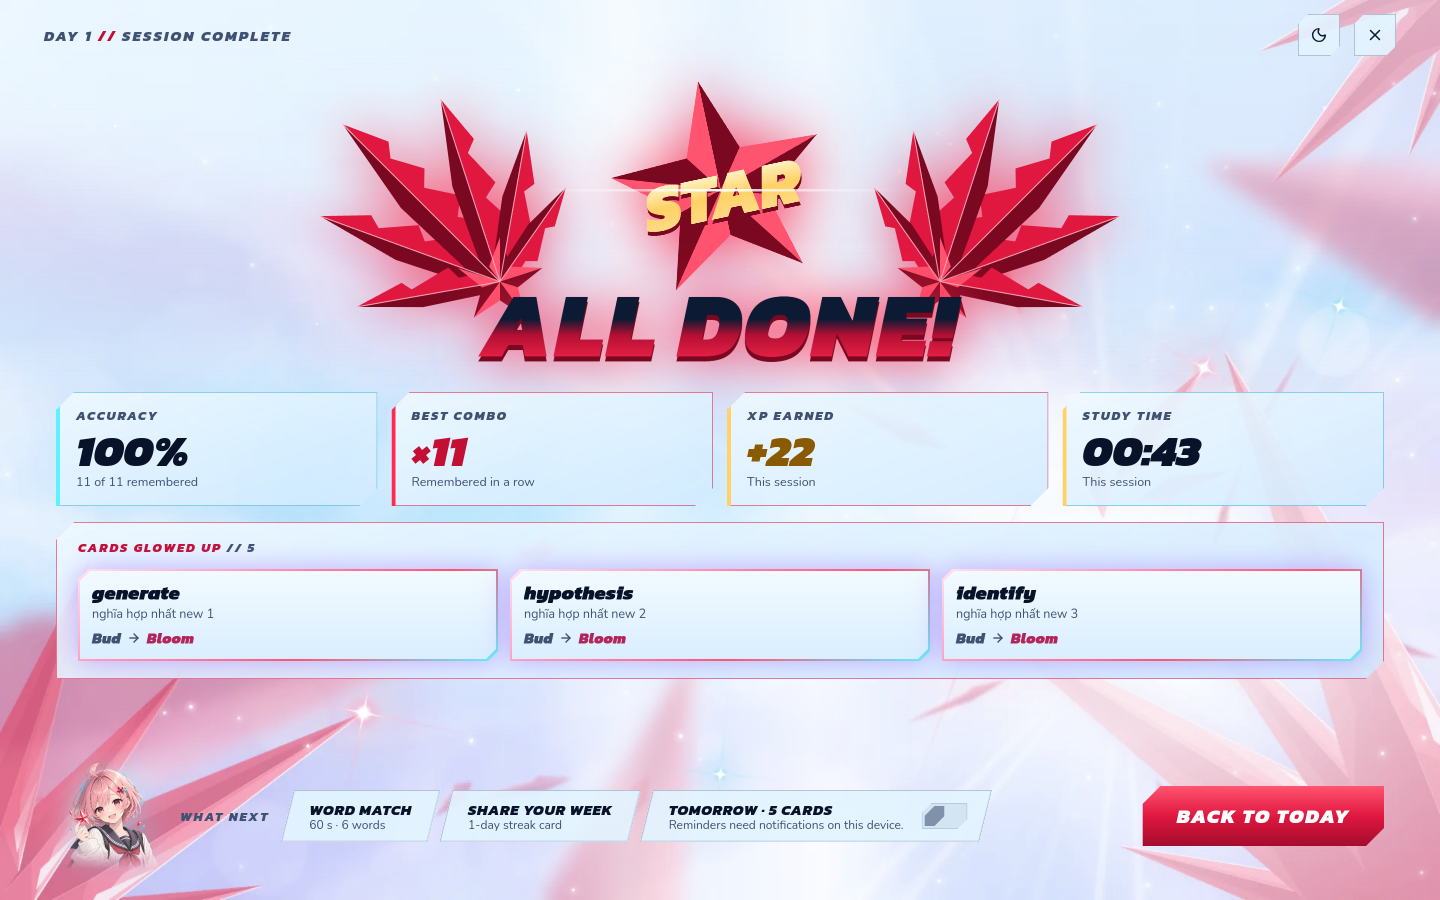 DAY 1 // SESSION COMPLETE
STAR
ALL DONE!
ACCURACY
100%
11 of 11 remembered
BEST COMBO
×11
Remembered in a row
XP EARNED
+22
This session
STUDY TIME
00:43
This session
CARDS GLOWED UP // 5
generate
nghĩa hợp nhất new 1
Bud → Bloom
hypothesis
nghĩa hợp nhất new 2
Bud → Bloom
identify
nghĩa hợp nhất new 3
Bud → Bloom
WHAT NEXT
WORD MATCH
60 s · 6 words
SHARE YOUR WEEK
1-day streak card
TOMORROW · 5 CARDS
Reminders need notifications on this device.
BACK TO TODAY